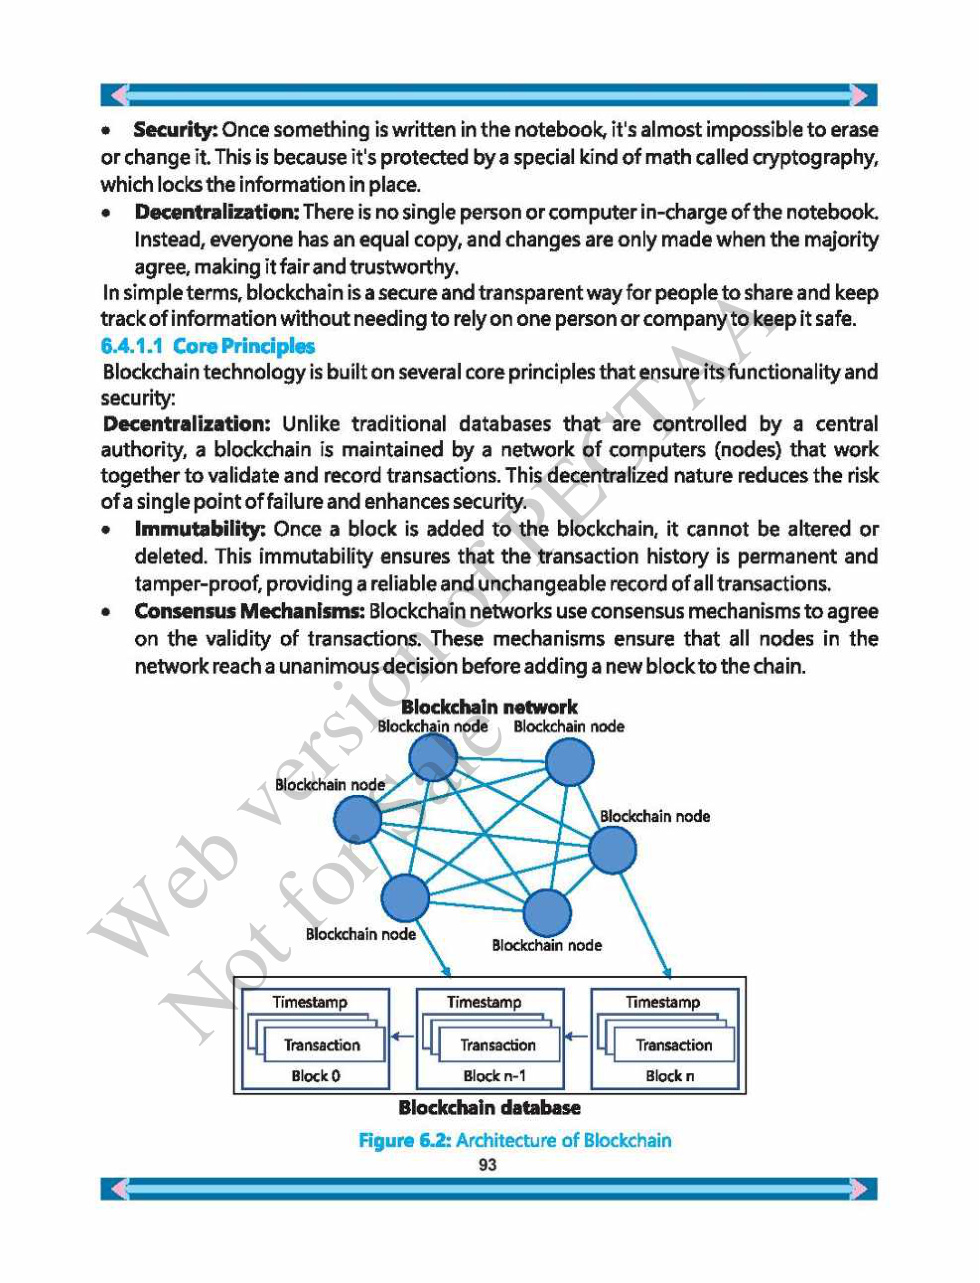 • Security: Once something is written in the notebook, it's almost impossible to erase
or change it. This is because it's protected by a special kind of math called cryptography,
which locks the information in place.
• Decentralization: There is no single person or computer in-charge of the notebook.
Instead, everyone has an equal copy, and changes are only made when the majority
agree, making it fair and trustworthy.
In simple terms, blockchain is a secure and transparent way for people to share and keep
track of information without needing to rely on one person or company to keep it safe.
6.4.1.1 Core Principles
Blockchain technology is built on several core principles that ensure its functionality and
security:
Decentralization: Unlike traditional databases that are controlled by a central
authority, a blockchain is maintained by a network of computers (nodes) that work
together to validate and record transactions. This decentralized nature reduces the risk
of a single point of failure and enhances security.
• Immutability: Once a block is added to the blockchain, it cannot be altered or
deleted. This immutability ensures that the transaction history is permanent and
tamper-proof, providing a reliable and unchangeable record of all transactions.
• Consensus Mechanisms: Blockchain networks use consensus mechanisms to agree
on the validity of transactions. These mechanisms ensure that all nodes in the
network reach a unanimous decision before adding a new block to the chain.
Blockchain network
Blockchain node Blockchain node
Blockchain node
Blockchain node
Blockchain node
Blockchain node
Timestamp Timestamp Timestamp
Transaction Transaction Transaction
Block 0 Block n-1 Block n
Blockchain database
Figure 6.2: Architecture of Blockchain
93
Web version of PECTAA
Not for Sale